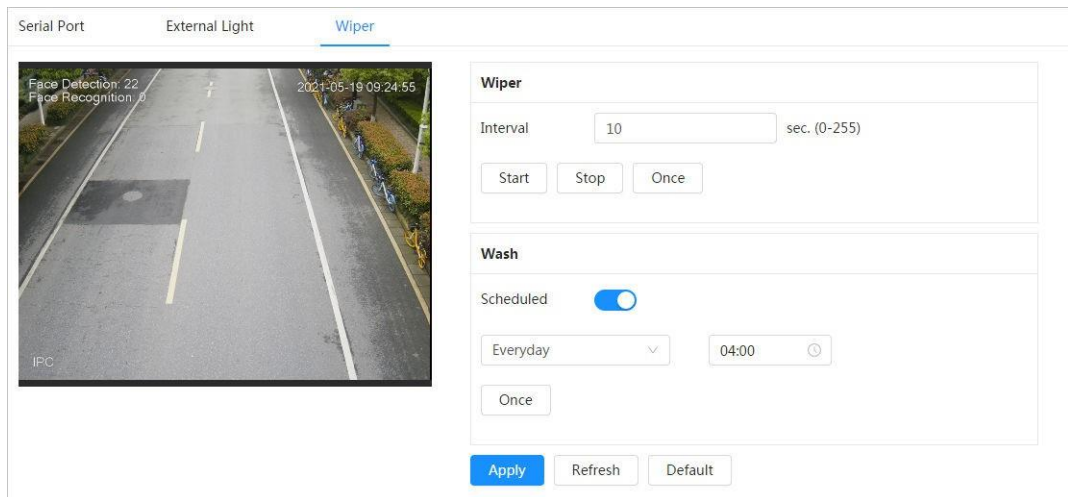 Serial Port External Light Wiper
Face Detection: 22
Face Recognition: 0
2021-05-19 09:24:55
IPC
Wiper
Interval 10 sec. (0-255)
Start Stop Once
Wash
Scheduled
Everyday 04:00
Once
Apply Refresh Default